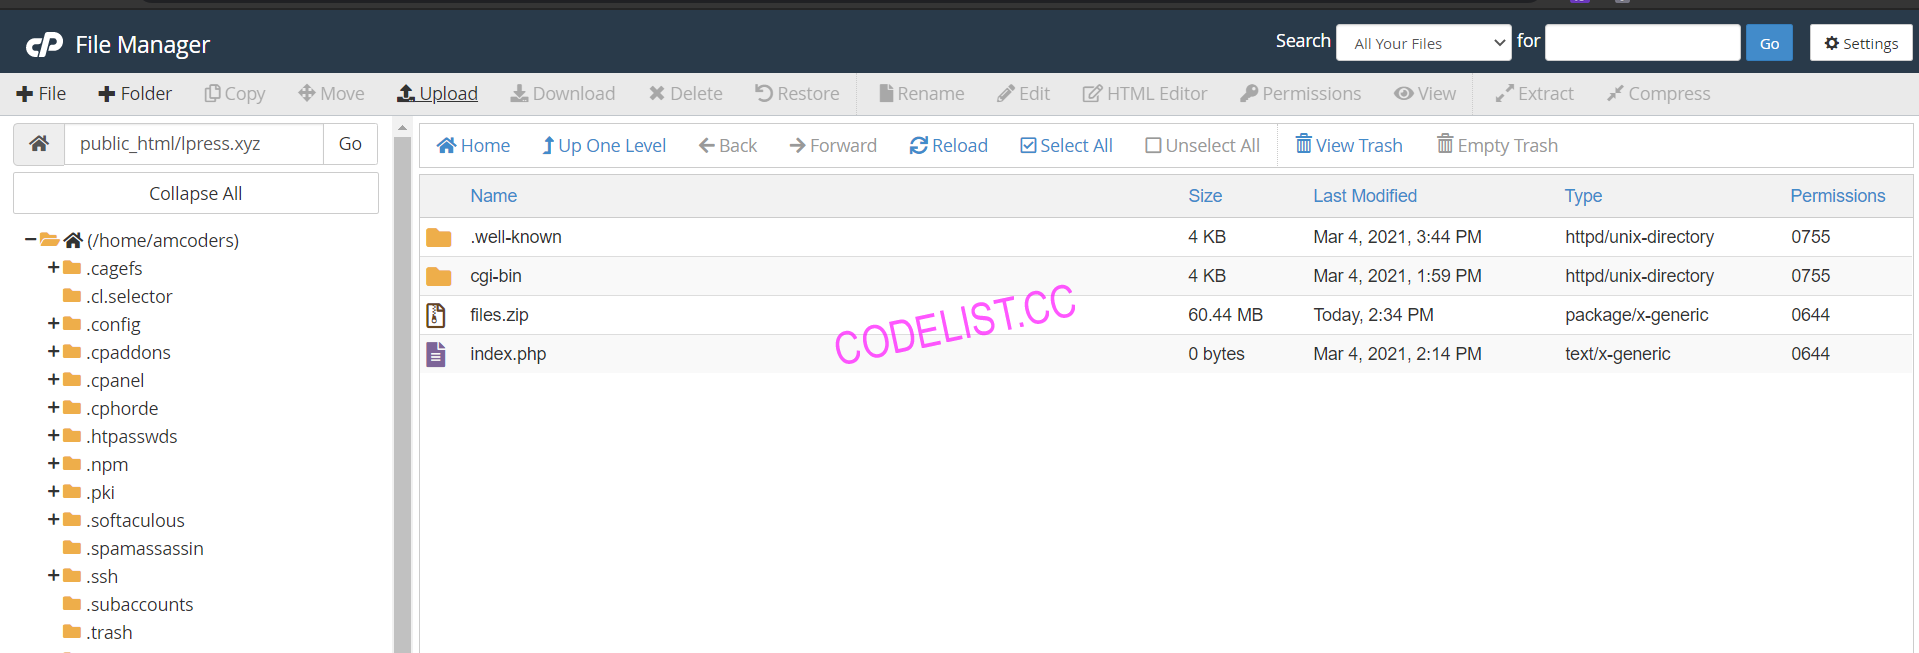 cP File Manager
Search All Your Files for Go Settings
File Folder Copy Move Upload Download Delete Restore Rename Edit HTML Editor Permissions View Extract Compress
public_html/lpress.xyz Go
Collapse All
(/home/amcoders)
.cagefs
.cl.selector
.config
.cpaddons
.cpanel
.cphorde
.htpasswds
.npm
.pki
.softaculous
.spamassassin
.ssh
.subaccounts
.trash
Home Up One Level Back Forward Reload Select All Unselect All View Trash Empty Trash
Name Size Last Modified Type Permissions
.well-known 4 KB Mar 4, 2021, 3:44 PM httpd/unix-directory 0755
cgi-bin 4 KB Mar 4, 2021, 1:59 PM httpd/unix-directory 0755
files.zip 60.44 MB Today, 2:34 PM package/x-generic 0644
index.php 0 bytes Mar 4, 2021, 2:14 PM text/x-generic 0644
CODELIST.CC